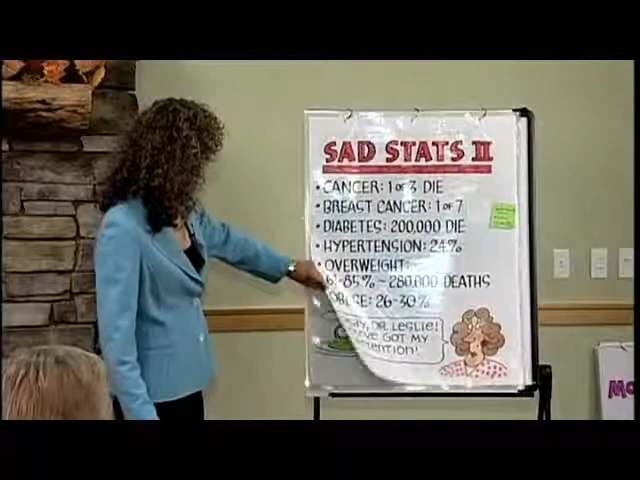 SAD STATS II
• CANCER: 1 OF 3 DIE
• BREAST CANCER: 1 OF 7
• DIABETES: 200,000 DIE
• HYPERTENSION: 24%
• OVERWEIGHT:
% - 280,000 DEATHS
OBESE: 26-30%
DR. LESLIE!
GOT MY